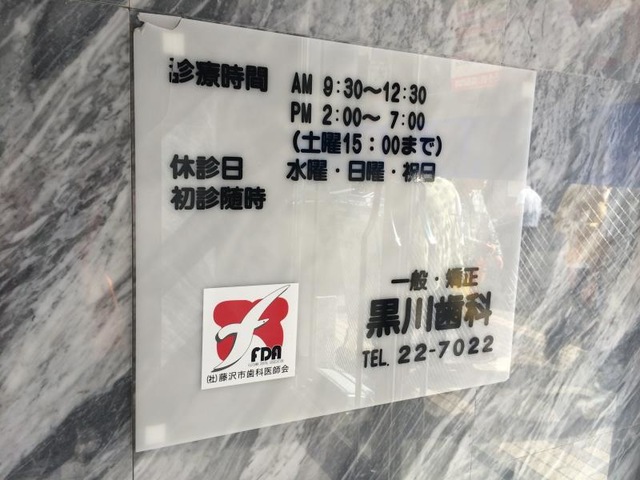 診療時間 AM 9:30〜12:30
PM 2:00〜 7:00
(土曜15:00まで)
休診日 水曜・日曜・祝日
初診随時
一般・矯正
黒川歯科
TEL. 22-7022
FDA
(社)藤沢市歯科医師会